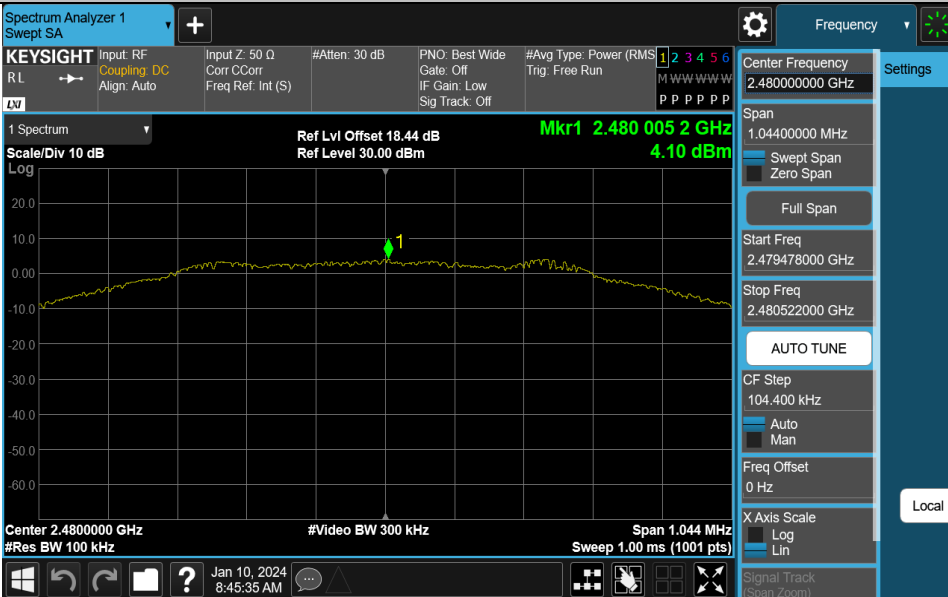 Spectrum Analyzer 1
Swept SA
+
Frequency
KEYSIGHT
RL
LXI
Input: RF
Coupling: DC
Align: Auto
Input Z: 50 Ω
Corr CCorr
Freq Ref: Int (S)
#Atten: 30 dB
PNO: Best Wide
Gate: Off
IF Gain: Low
Sig Track: Off
#Avg Type: Power (RMS
Trig: Free Run
1 2 3 4 5 6
M W W W W W
P P P P P P
1 Spectrum
Scale/Div 10 dB
Ref Lvl Offset 18.44 dB
Ref Level 30.00 dBm
Mkr1 2.480 005 2 GHz
4.10 dBm
Log
20.0
10.0
0.00
-10.0
-20.0
-30.0
-40.0
-50.0
-60.0
1
Center 2.4800000 GHz
#Res BW 100 kHz
#Video BW 300 kHz
Span 1.044 MHz
Sweep 1.00 ms (1001 pts)
Center Frequency
2.480000000 GHz
Span
1.04400000 MHz
Swept Span
Zero Span
Full Span
Start Freq
2.479478000 GHz
Stop Freq
2.480522000 GHz
AUTO TUNE
CF Step
104.400 kHz
Auto
Man
Freq Offset
0 Hz
X Axis Scale
Log
Lin
Signal Track
(Span Zoom)
Settings
Local
?
Jan 10, 2024
8:45:35 AM